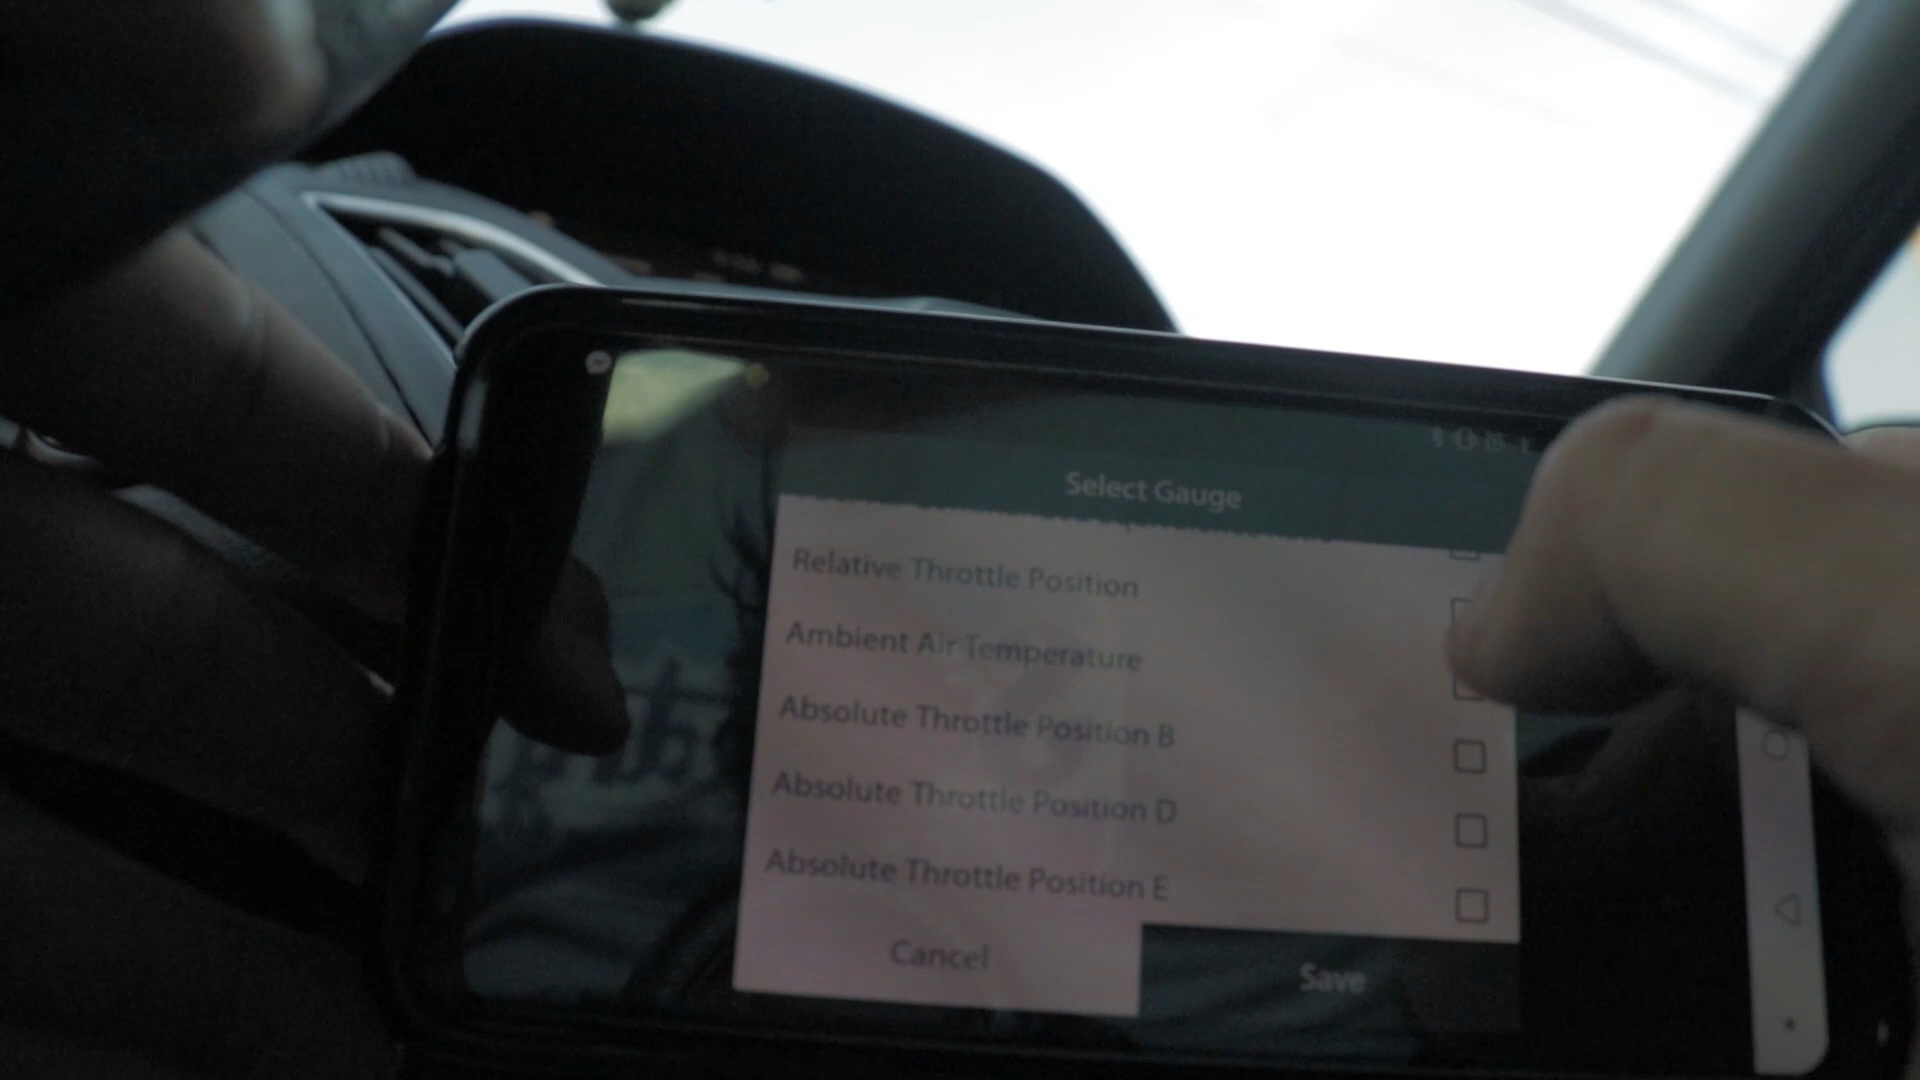 Select Gauge
Relative Throttle Position
Ambient Air Temperature
Absolute Throttle Position B
Absolute Throttle Position D
Absolute Throttle Position E
Cancel
Save